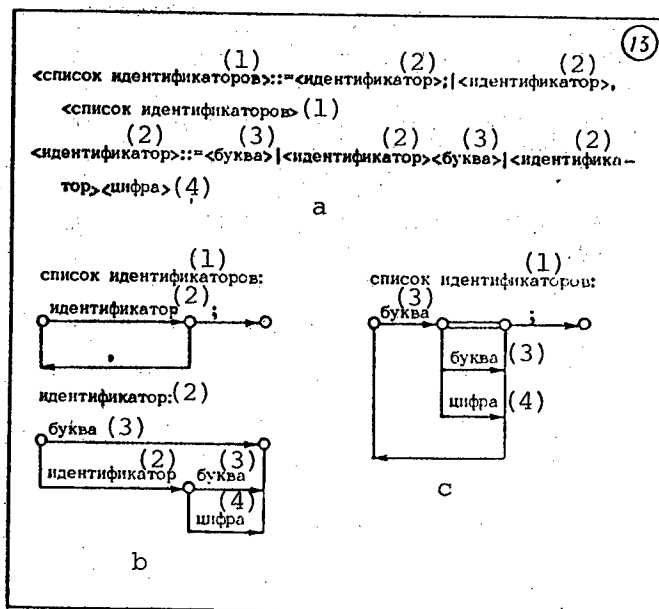 13
(1) (2) (2)
<список идентификаторов>::=<идентификатор>;|<идентификатор>,
<список идентификаторов> (1)
(2) (3) (2) (3) (2)
<идентификатор>::=<буква>|<идентификатор><буква>|<идентифика-
тор><цифра> (4)
a
(1)
список идентификаторов:
идентификатор (2) ;
,
идентификатор: (2)
буква (3)
(2) (3)
идентификатор буква
(4)
цифра
b
(1)
список идентификаторов:
(3)
буква ;
буква (3)
цифра (4)
c